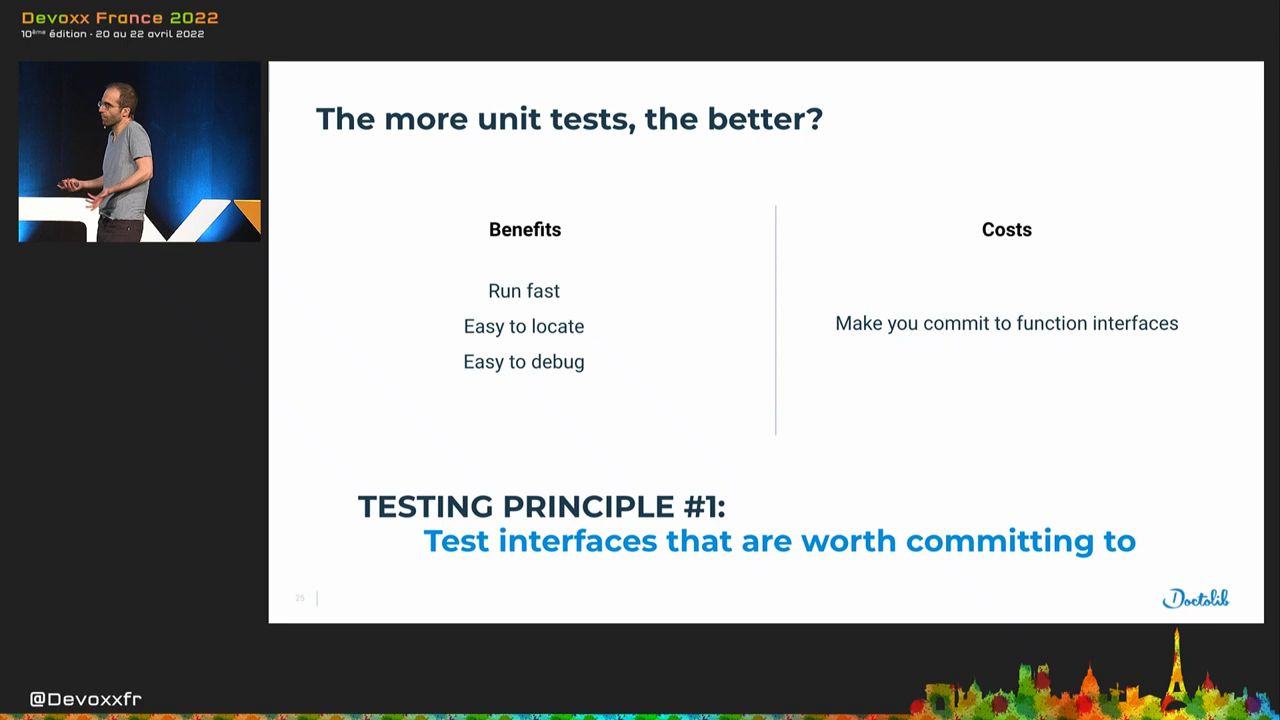 Devoxx France 2022
10ème édition - 20 au 22 avril 2022
The more unit tests, the better?
Benefits
Costs
Run fast
Easy to locate
Easy to debug
Make you commit to function interfaces
TESTING PRINCIPLE #1:
Test interfaces that are worth committing to
25
Doctolib
@Devoxxfr